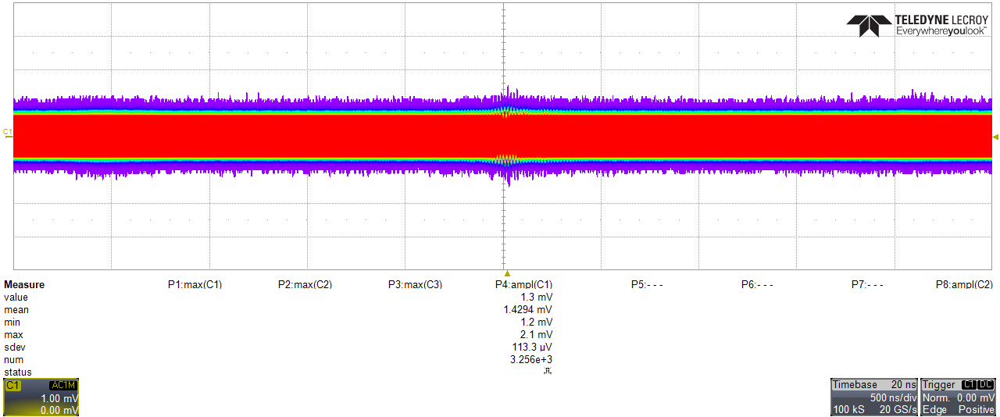 TELEDYNE LECROY
Everywhereyoulook™
C1
Measure P1:max(C1) P2:max(C2) P3:max(C3) P4:ampl(C1) P5:- - - P6:- - - P7:- - - P8:ampl(C2)
value 1.3 mV
mean 1.4294 mV
min 1.2 mV
max 2.1 mV
sdev 113.3 µV
num 3.256e+3
status
C1 AC1M
1.00 mV
0.00 mV
Timebase 20 ns
500 ns/div
100 kS 20 GS/s
Trigger C1 DC
Norm. 0.00 mV
Edge Positive